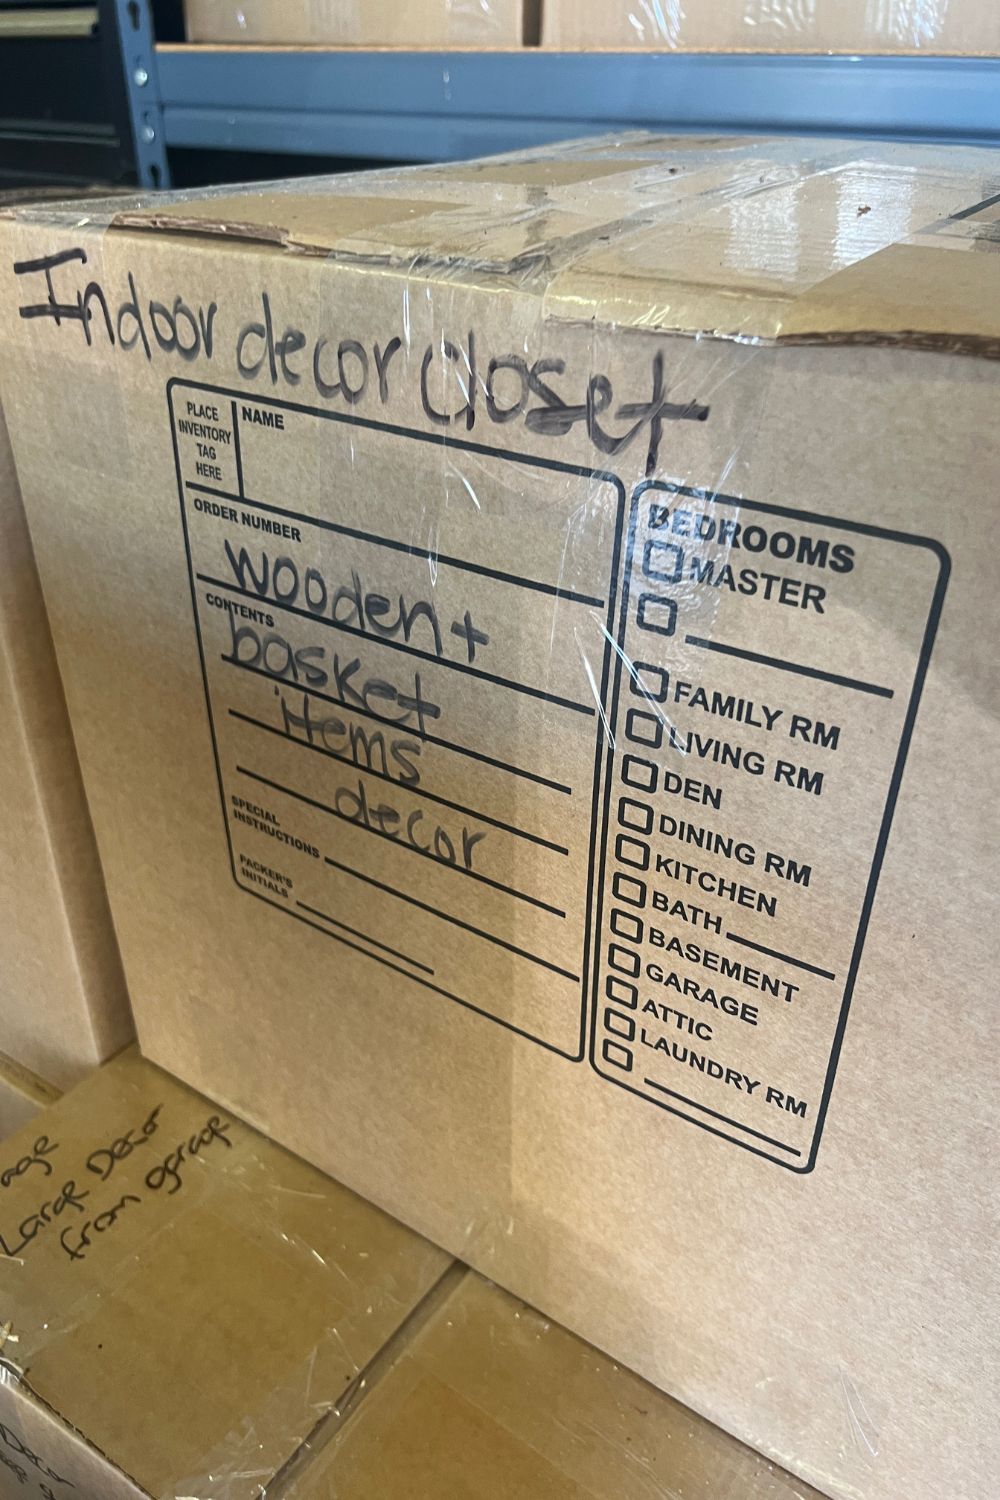 Indoor decor closet
PLACE
INVENTORY
TAG
HERE
NAME
ORDER NUMBER
wooden +
CONTENTS
basket
items
decor
SPECIAL
INSTRUCTIONS
PACKER'S
INITIALS
BEDROOMS
MASTER
FAMILY RM
LIVING RM
DEN
DINING RM
KITCHEN
BATH
BASEMENT
GARAGE
ATTIC
LAUNDRY RM
Large Decor
from garage
Decor